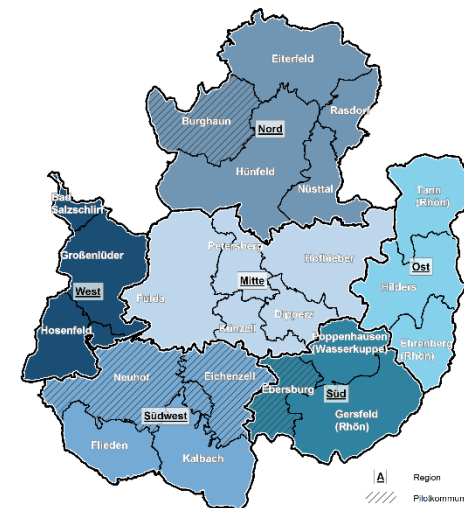 Eiterfeld
Rasdorf
Burghaun
Nord
Hünfeld
Nüsttal
Bad
Salzschlirf
Tann
(Rhön)
Großenlüder
Petersberg
Hofbieber
Ost
West
Mitte
Hilders
Fulda
Dipperz
Hosenfeld
Künzell
Poppenhausen
(Wasserkuppe)
Ehrenberg
(Rhön)
Neuhof
Eichenzell
Ebersburg
Süd
Südwest
Gersfeld
(Rhön)
Flieden
Kalbach
A Region
Pilotkommun